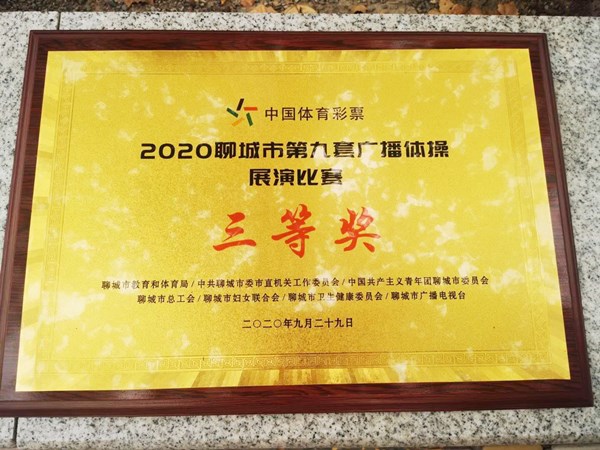 中国体育彩票
2020聊城市第九套广播体操
展演比赛
三等奖
聊城市教育和体育局/中共聊城市委市直机关工作委员会/中国共产主义青年团聊城市委员会
聊城市总工会/聊城市妇女联合会/聊城市卫生健康委员会/聊城市广播电视台
二〇二〇年九月二十九日